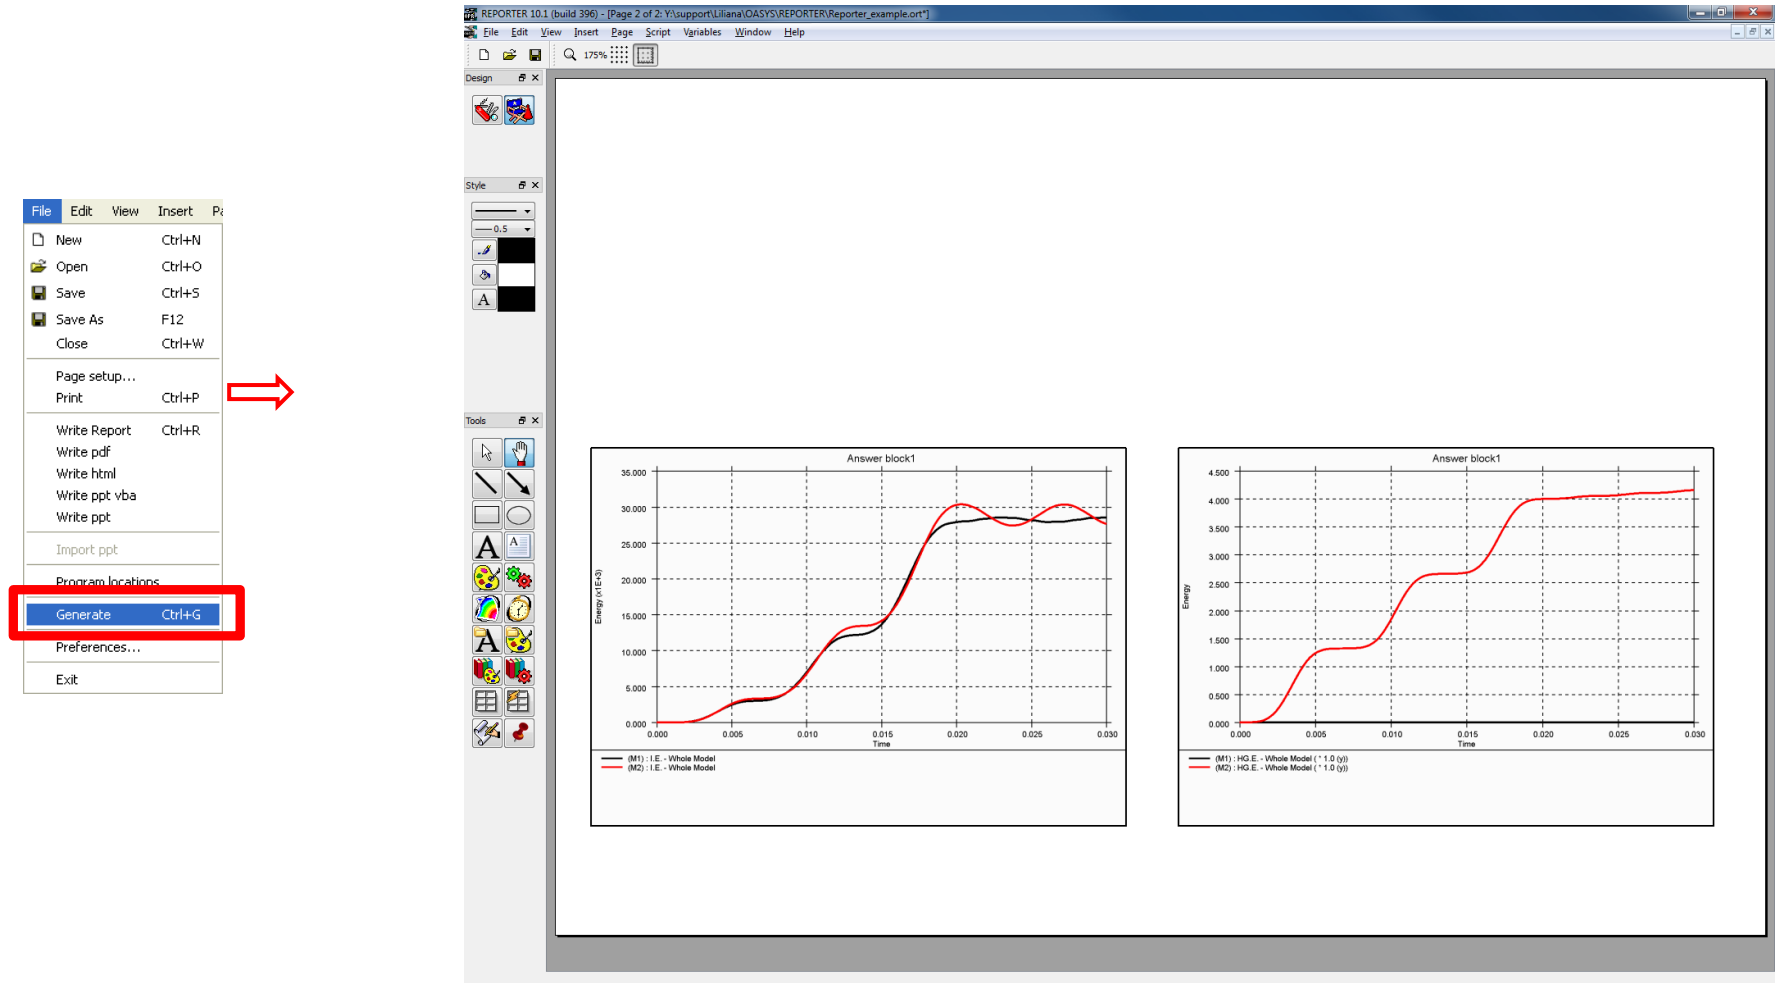 File Edit View Insert Pa
New Ctrl+N
Open Ctrl+O
Save Ctrl+S
Save As F12
Close Ctrl+W
Page setup...
Print Ctrl+P
Write Report Ctrl+R
Write pdf
Write html
Write ppt vba
Write ppt
Import ppt
Program locations
Generate Ctrl+G
Preferences...
Exit
REPORTER 10.1 (build 396) - [Page 2 of 2: Y:\support\Liliana\OASYS\REPORTER\Reporter_example.ort*]
File Edit View Insert Page Script Variables Window Help
175%
Design
Style
0.5
A
Tools
A A
A
Answer block1
35.000
30.000
25.000
20.000
15.000
10.000
5.000
0.000
Energy (x1E+3)
0.000 0.005 0.010 0.015 0.020 0.025 0.030
Time
(M1) : I.E. - Whole Model
(M2) : I.E. - Whole Model
Answer block1
4.500
4.000
3.500
3.000
2.500
2.000
1.500
1.000
0.500
0.000
Energy
0.000 0.005 0.010 0.015 0.020 0.025 0.030
Time
(M1) : HG.E. - Whole Model ( * 1.0 (y))
(M2) : HG.E. - Whole Model ( * 1.0 (y))